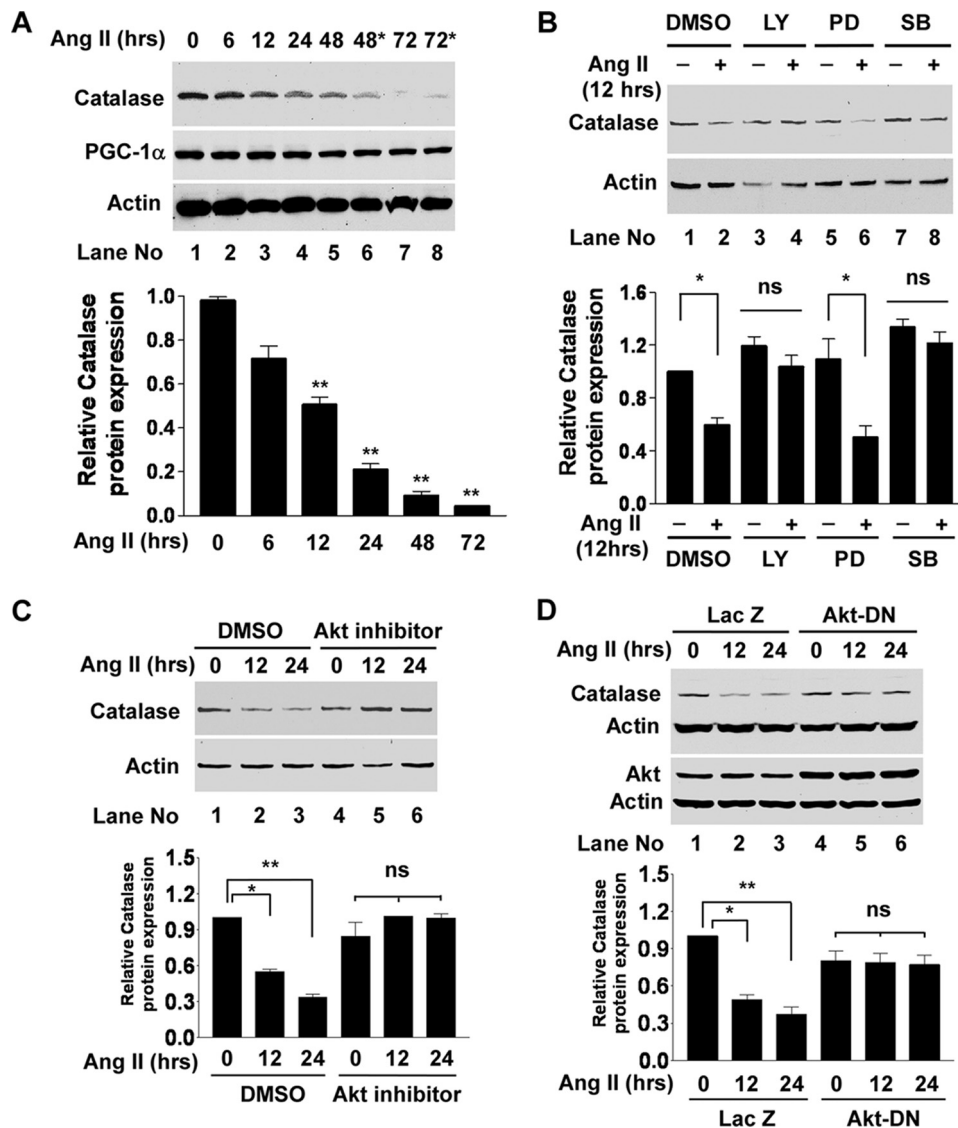 A
Ang II (hrs) 0 6 12 24 48 48* 72 72*
Catalase
PGC-1α
Actin
Lane No 1 2 3 4 5 6 7 8
Relative Catalase
protein expression
1.0
0.8
0.6
0.4
0.2
0.0
** ** ** **
Ang II (hrs) 0 6 12 24 48 72
B
DMSO LY PD SB
Ang II – + – + – + – +
(12 hrs)
Catalase
Actin
Lane No 1 2 3 4 5 6 7 8
Relative Catalase
protein expression
1.6
1.2
0.8
0.4
0.0
* ns * ns
Ang II – + – + – + – +
(12hrs)
DMSO LY PD SB
C
DMSO Akt inhibitor
Ang II (hrs) 0 12 24 0 12 24
Catalase
Actin
Lane No 1 2 3 4 5 6
Relative Catalase
protein expression
1.5
1.2
0.9
0.6
0.3
0.0
**
*
ns
Ang II (hrs) 0 12 24 0 12 24
DMSO Akt inhibitor
D
Lac Z Akt-DN
Ang II (hrs) 0 12 24 0 12 24
Catalase
Actin
Akt
Actin
Lane No 1 2 3 4 5 6
Relative Catalase
protein expression
1.5
1.2
0.9
0.6
0.3
0.0
**
*
ns
Ang II (hrs) 0 12 24 0 12 24
Lac Z Akt-DN